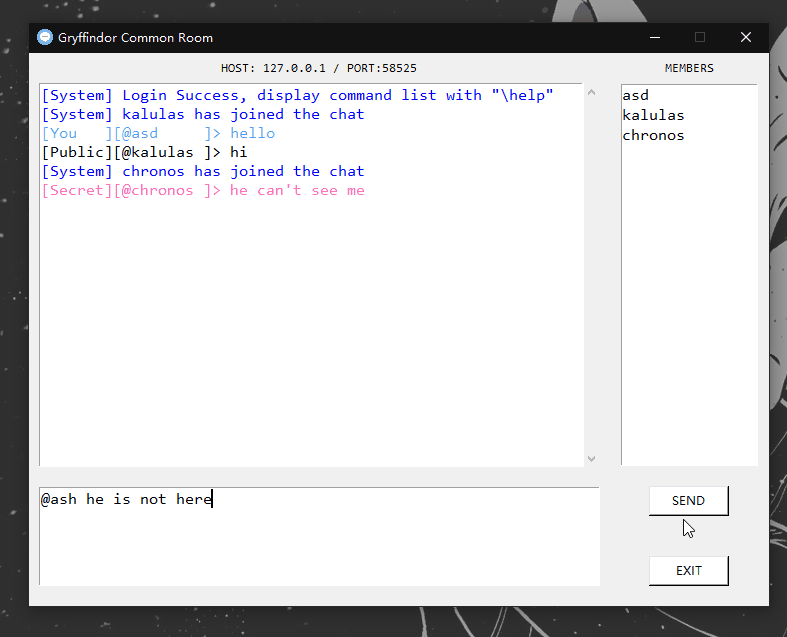 Gryffindor Common Room
HOST: 127.0.0.1 / PORT:58525
MEMBERS
[System] Login Success, display command list with "\help"
[System] kalulas has joined the chat
[You   ][@asd     ]> hello
[Public][@kalulas ]> hi
[System] chronos has joined the chat
[Secret][@chronos ]> he can't see me
asd
kalulas
chronos
@ash he is not here
SEND
EXIT